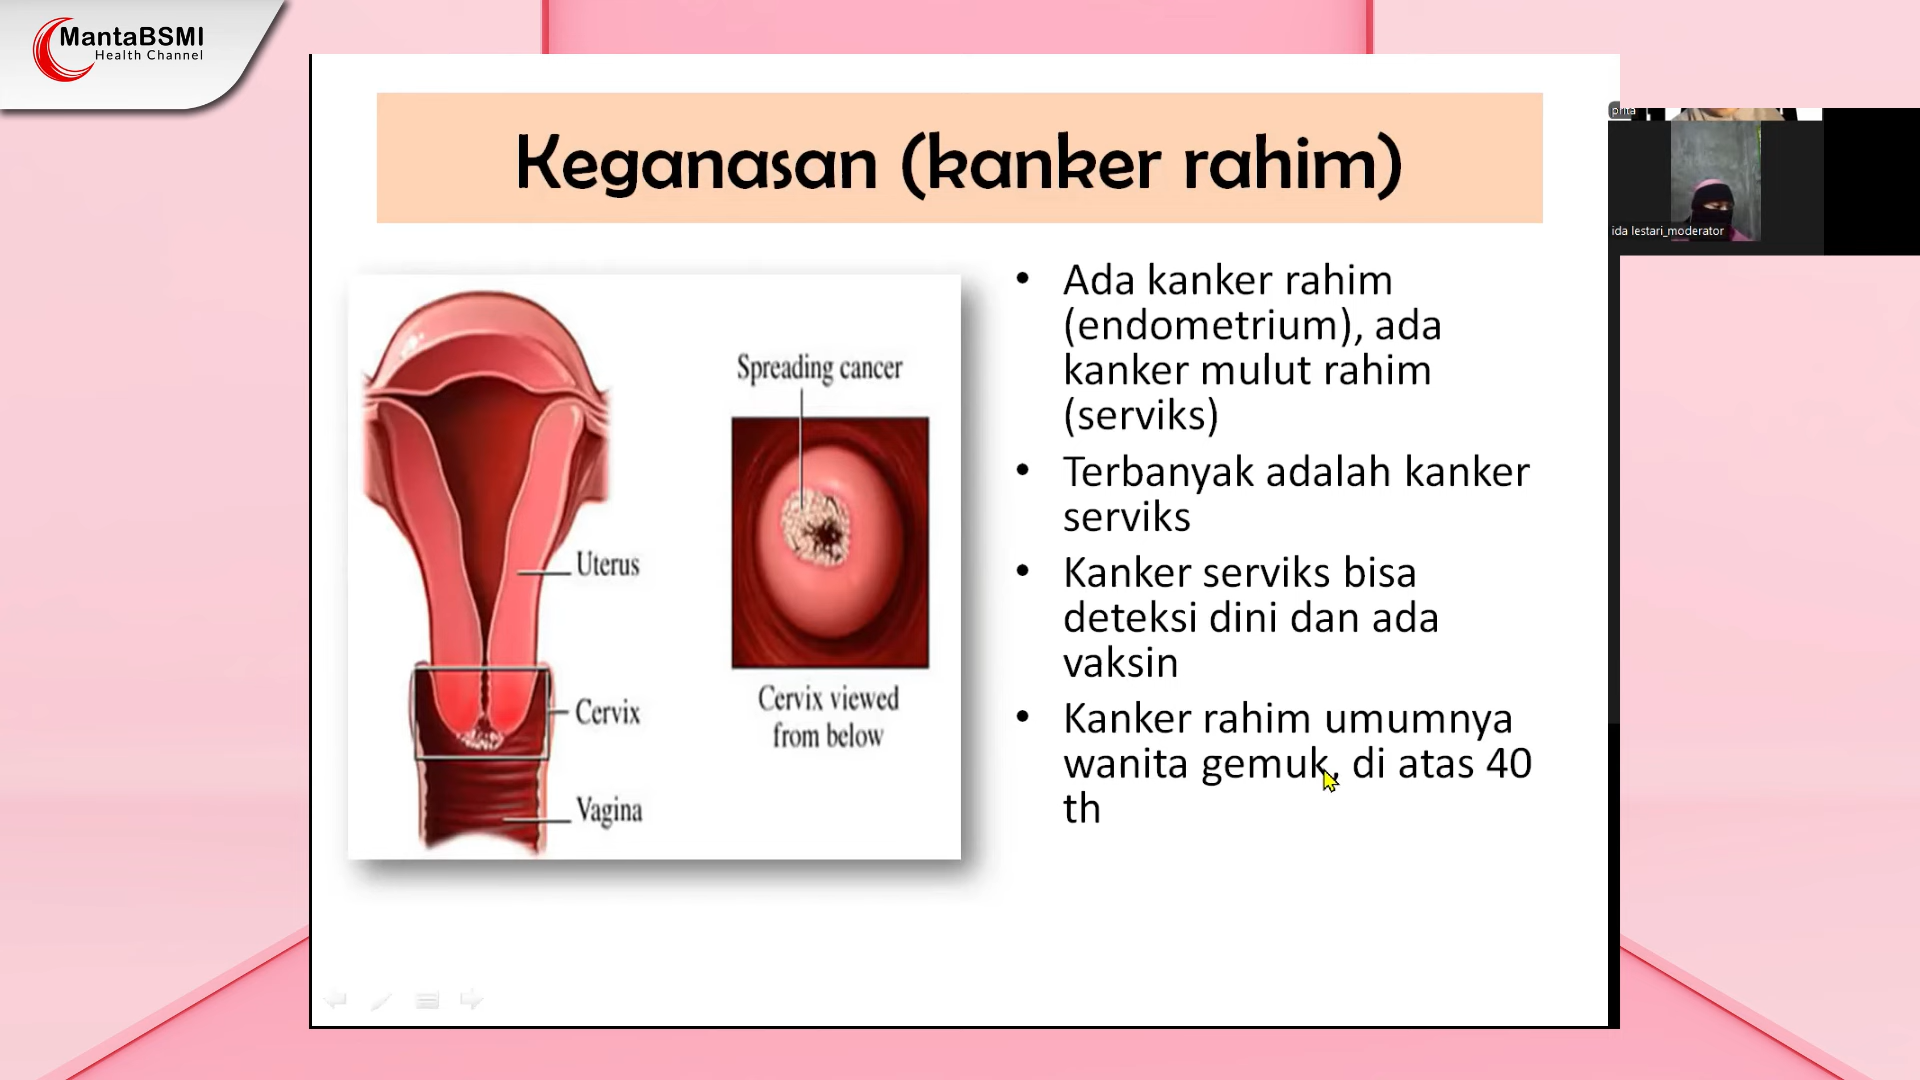 MantaBSMI
Health Channel
Keganasan (kanker rahim)
prita
ida lestari_moderator
Spreading cancer
Uterus
Cervix
Vagina
Cervix viewed
from below
• Ada kanker rahim
(endometrium), ada
kanker mulut rahim
(serviks)
• Terbanyak adalah kanker
serviks
• Kanker serviks bisa
deteksi dini dan ada
vaksin
• Kanker rahim umumnya
wanita gemuk, di atas 40
th